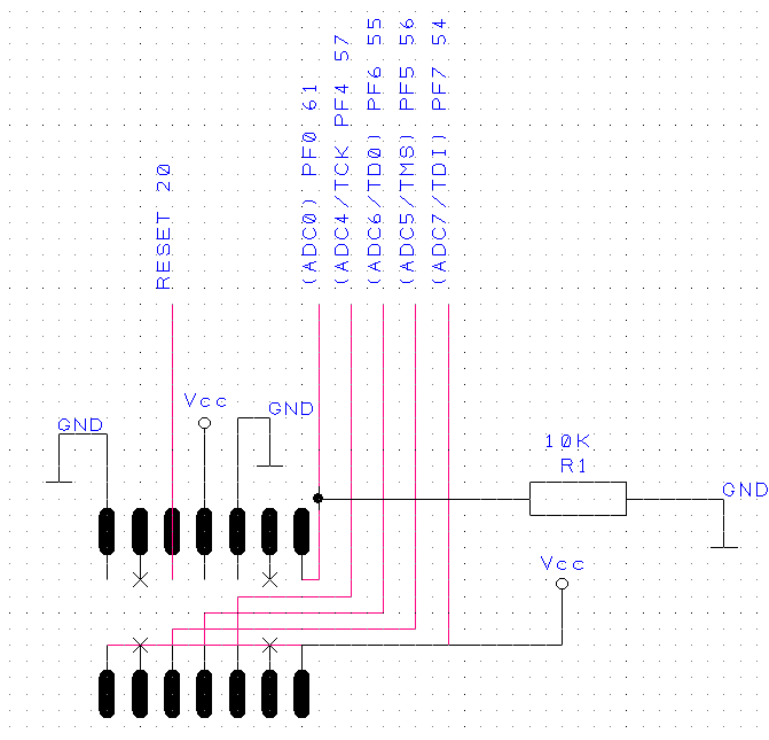 RESET 20
(ADC0) PF0 61
(ADC4/TCK PF4 57
(ADC6/TD0) PF6 55
(ADC5/TMS) PF5 56
(ADC7/TDI) PF7 54
Vcc
GND
GND
10K
R1
GND
Vcc